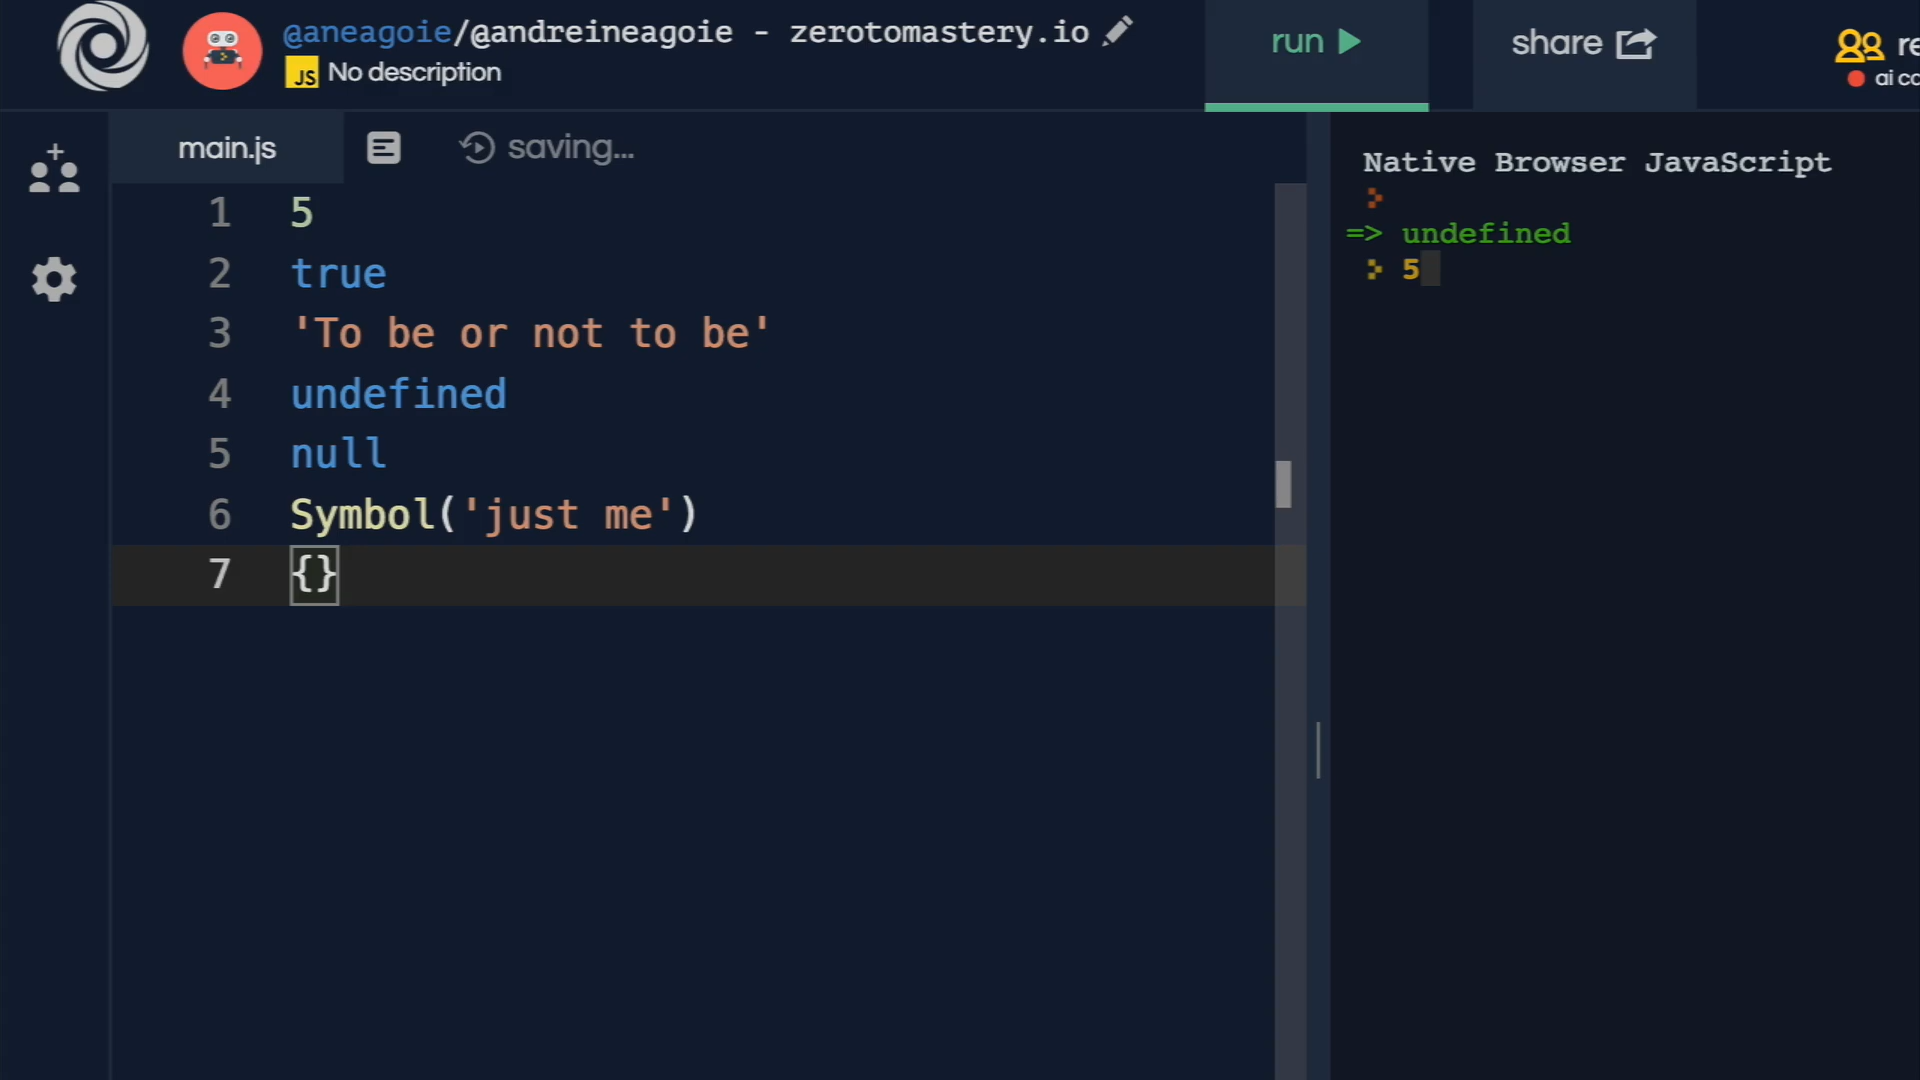 @aneagoie/@andreineagoie - zerotomastery.io
JS No description
run
share
main.js
saving...
1 5
2 true
3 'To be or not to be'
4 undefined
5 null
6 Symbol('just me')
7 {}
Native Browser JavaScript
=> undefined
5